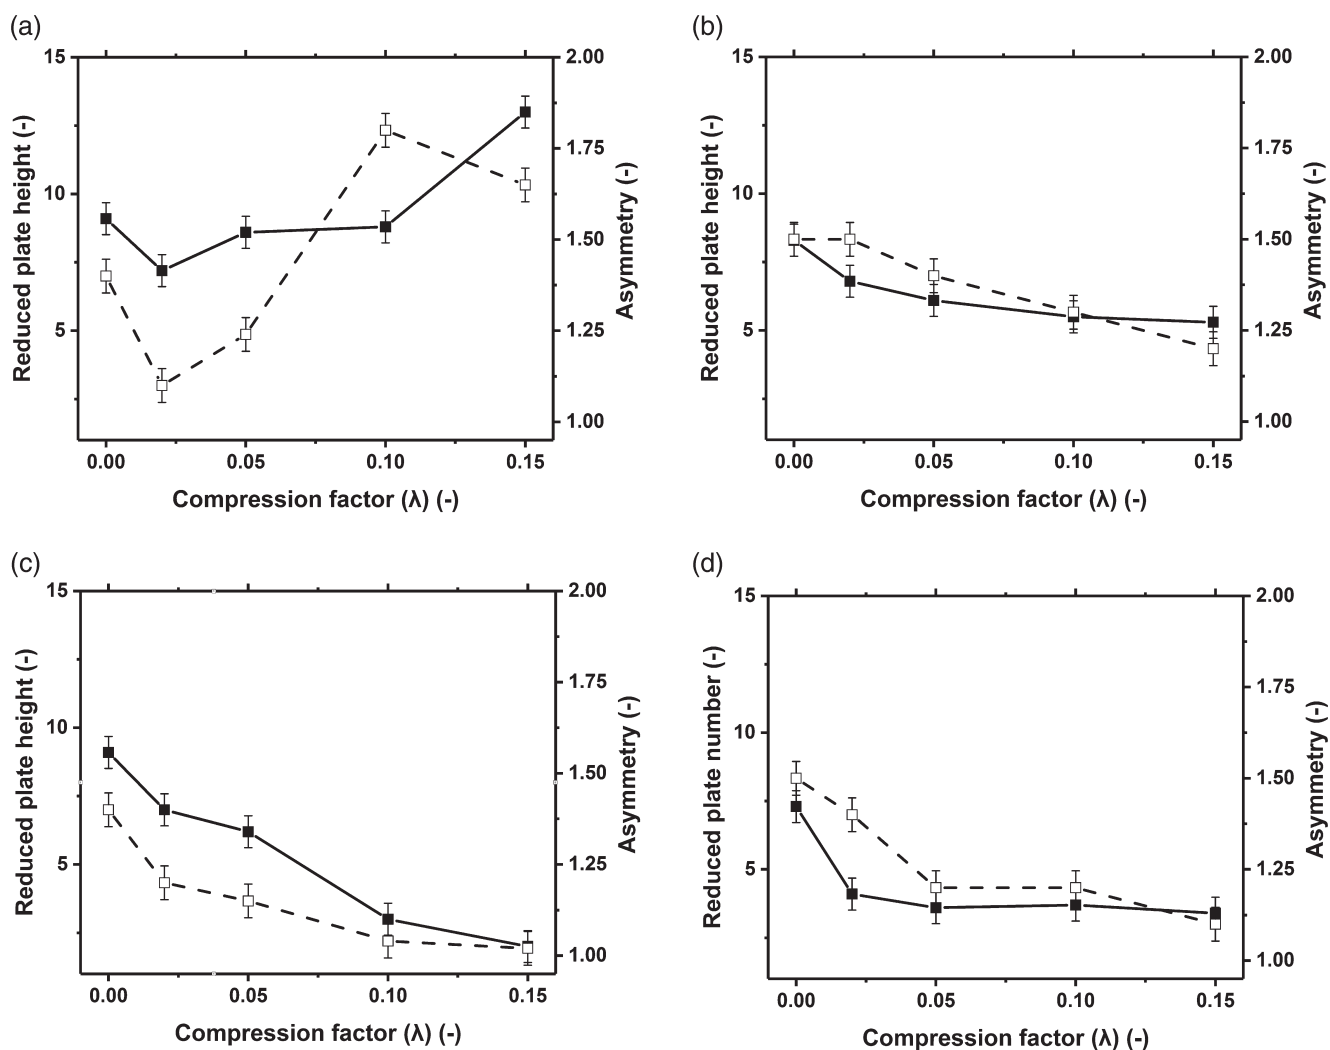 (a)
15
10
5
Reduced plate height (-)
2.00
1.75
1.50
1.25
1.00
Asymmetry (-)
0.00 0.05 0.10 0.15
Compression factor (λ) (-)
(b)
15
10
5
Reduced plate height (-)
2.00
1.75
1.50
1.25
1.00
Asymmetry (-)
0.00 0.05 0.10 0.15
Compression factor (λ) (-)
(c)
15
10
5
Reduced plate height (-)
2.00
1.75
1.50
1.25
1.00
Asymmetry (-)
0.00 0.05 0.10 0.15
Compression factor (λ) (-)
(d)
15
10
5
Reduced plate number (-)
2.00
1.75
1.50
1.25
1.00
Asymmetry (-)
0.00 0.05 0.10 0.15
Compression factor (λ) (-)